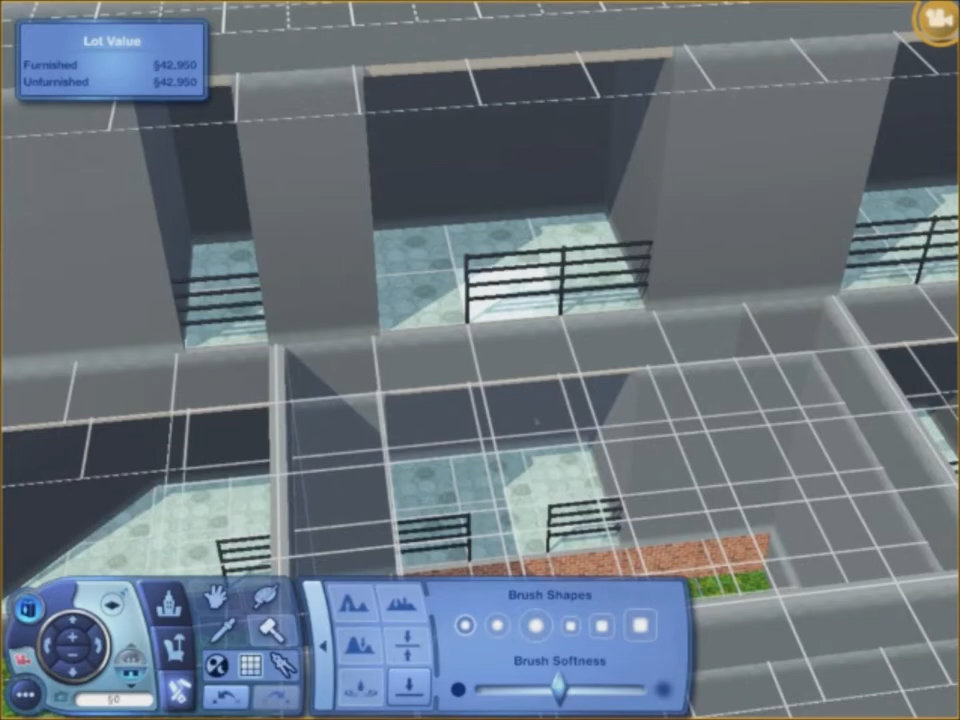 Lot Value
Furnished §42,950
Unfurnished §42,950
Brush Shapes
Brush Softness
§0